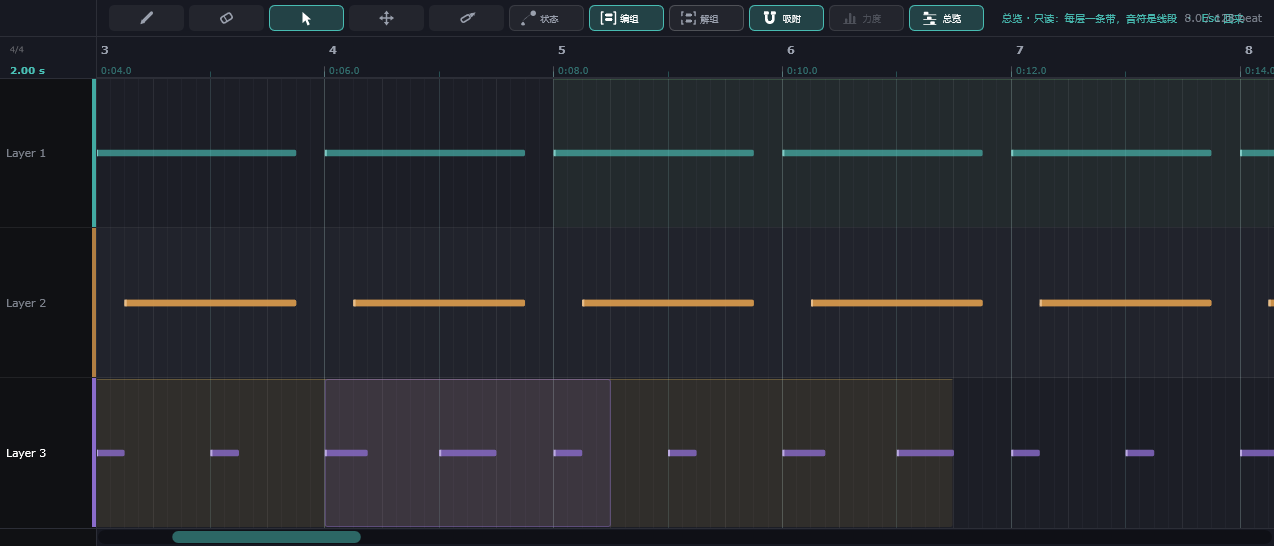 状态 编组 解组 吸附 力度 总览 总览 · 只读：每层一条带，音符是线段
4/4 3 4 5 6 7 8
2.00 s 0:04.0 0:06.0 0:08.0 0:10.0 0:12.0 0:14.0
Layer 1
Layer 2
Layer 3